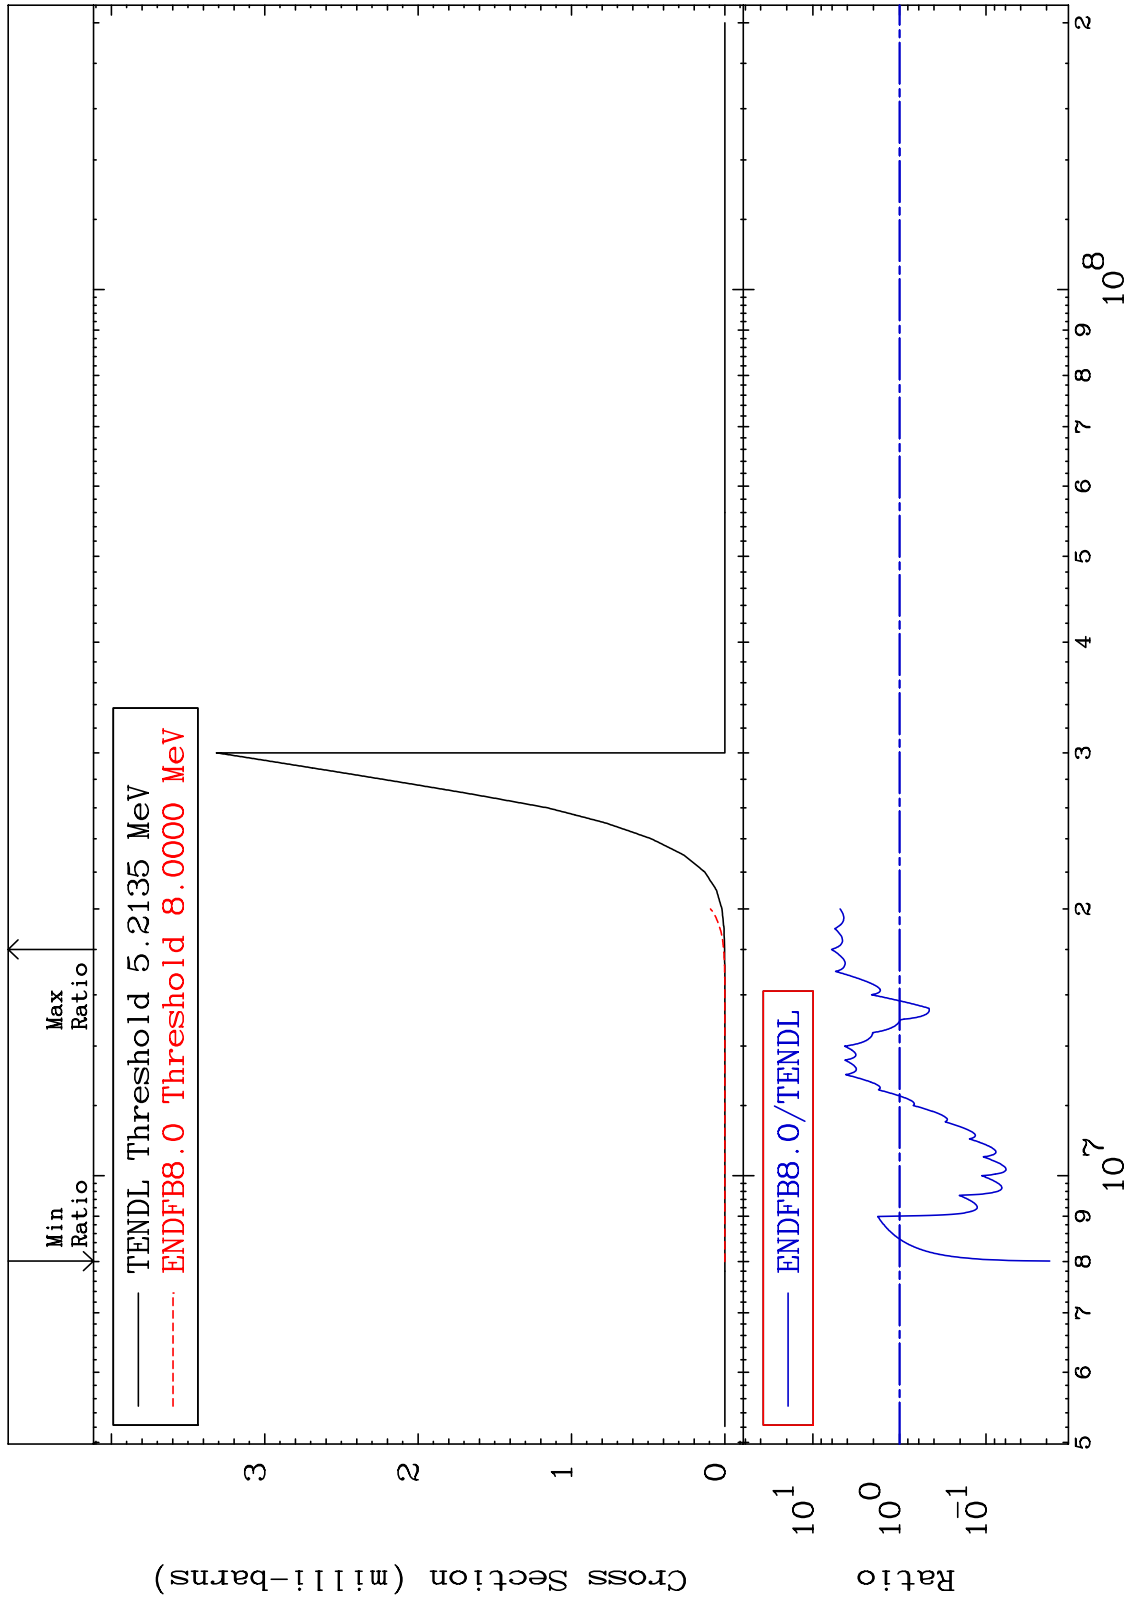 Min
Ratio
Max
Ratio
TENDL Threshold 5.2135 MeV
ENDFB8.0 Threshold 8.0000 MeV
Cross Section (milli-barns)
3
2
1
0
ENDFB8.0/TENDL
Ratio
10^1
10^0
10^-1
5 6 7 8 9 10^7 2 3 4 5 6 7 8 9 10^8 2